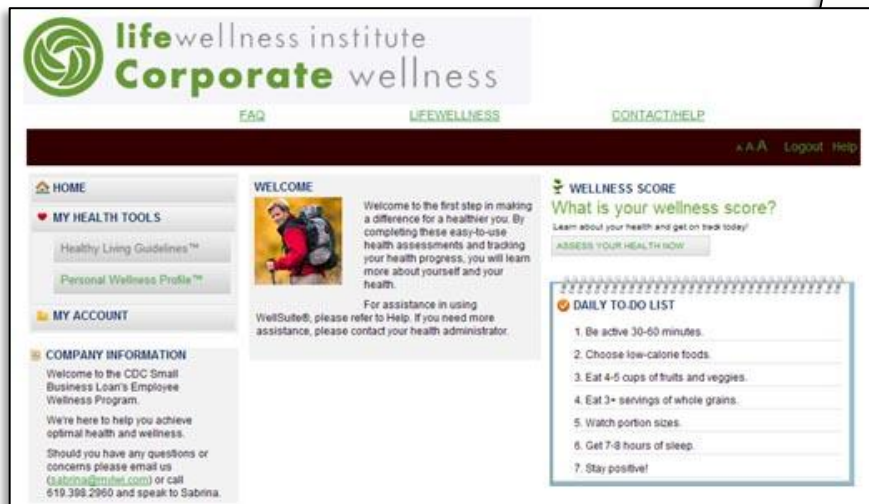 lifewellness institute
Corporate wellness
FAQ
LIFEWELLNESS
CONTACT/HELP
A A A Logout Help
HOME
MY HEALTH TOOLS
Healthy Living Guidelines™
Personal Wellness Profile™
MY ACCOUNT
COMPANY INFORMATION
Welcome to the CDC Small
Business Loan's Employee
Wellness Program.
We're here to help you achieve
optimal health and wellness.
Should you have any questions or
concerns please email us
(sabrina@mylwi.com) or call
619.398.2960 and speak to Sabrina.
WELCOME
Welcome to the first step in making
a difference for a healthier you. By
completing these easy-to-use
health assessments and tracking
your health progress, you will learn
more about yourself and your
health.
For assistance in using
WellSuite®, please refer to Help. If you need more
assistance, please contact your health administrator.
WELLNESS SCORE
What is your wellness score?
Learn about your health and get on track today!
ASSESS YOUR HEALTH NOW
DAILY TO-DO LIST
1. Be active 30-60 minutes.
2. Choose low-calorie foods.
3. Eat 4-5 cups of fruits and veggies.
4. Eat 3+ servings of whole grains.
5. Watch portion sizes.
6. Get 7-8 hours of sleep.
7. Stay positive!